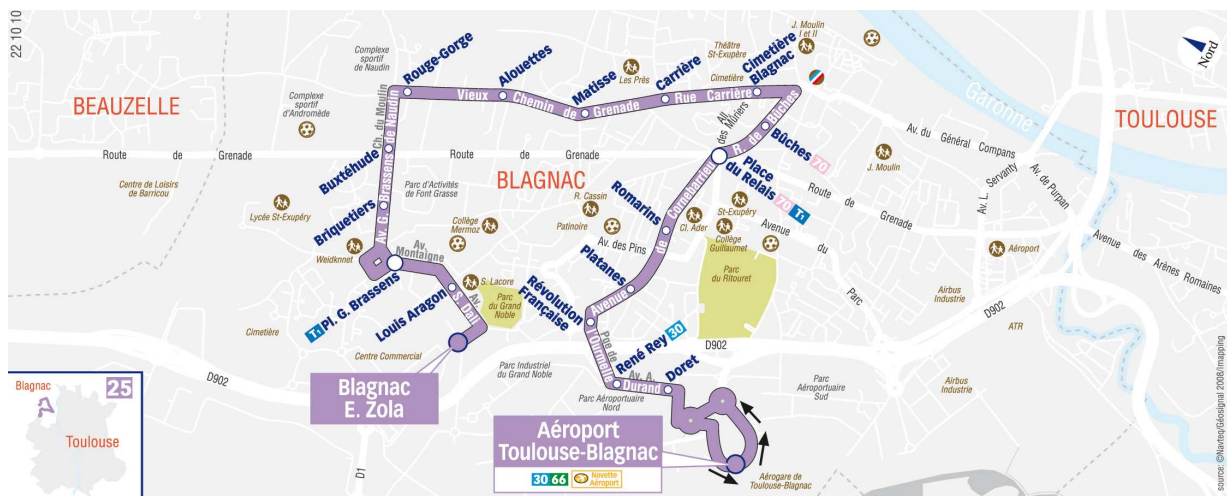 22 10 10
BEAUZELLE
BLAGNAC
TOULOUSE
Nord
Garonne
Complexe
sportif
de Naudin
Complexe
sportif
d'Andromède
Rouge-Gorge
Alouettes
Matisse
Les Près
Carrière
Théâtre
St-Exupère
Cimetière
Cimetière
Blagnac
J. Moulin
I et II
Vieux Chemin de Grenade
Rue Carrière
Ch. du Moulin
de Naudin
Av. G. Brassens
All.
des Mûriers
R. de Bûches
Bûches 70
Place
du Relais 70 T1
Route de Grenade
Route de Grenade
Route de Grenade
Centre de Loisirs
de Barricou
Buxtéhude
Parc d'Activités
de Font Grasse
Lycée St-Exupéry
Briquetiers
Weidknnet
Collège
Mermoz
Av.
Montaigne
R. Cassin
Patinoire
Av. des Pins
Romarins
Avenue de Cornebarrieu
Cl. Ader
St-Exupéry
Collège
Guillaumet
Avenue du Parc
Parc
du Ritouret
J. Moulin
Av. du Général Compans
Av. L. Servanty
Av. de Purpan
Avenue des Arènes Romaines
Aéroport
Airbus
Industrie
ATR
D902
Airbus
Industrie
T1 Pl. G. Brassens
Louis Aragon
S. Lacore
Av. S. Dali
Parc
du Grand
Noble
Cimetière
Centre Commercial
Platanes
Révolution
Française
Pge de
l'Ourmette
René Rey 30
Av. A.
Durand
Doret
D902
D902
D1
Parc Industriel
du Grand Noble
Parc Aéroportuaire
Nord
Parc
Aéroportuaire
Sud
Blagnac
E. Zola
Aéroport
Toulouse-Blagnac
30 66 Navette
Aéroport
Aérogare de
Toulouse-Blagnac
Blagnac
25
Toulouse
source: ©Navteq/Géosignal 2008/Imapping